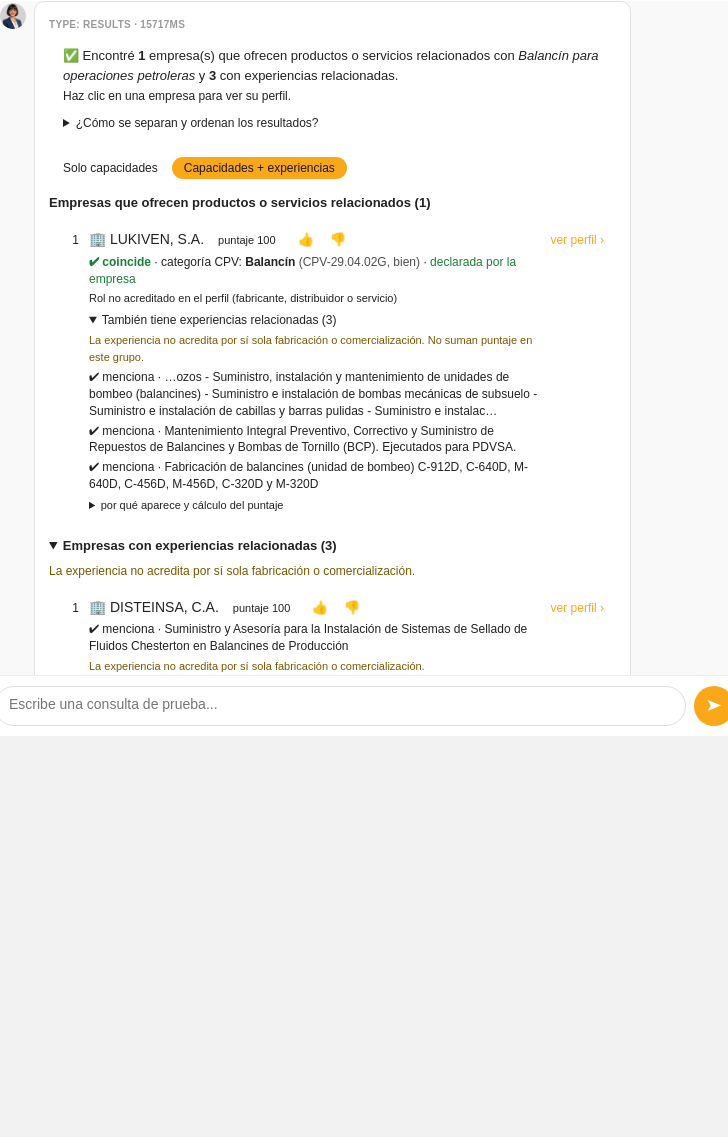 TYPE: RESULTS · 15717MS
✅ Encontré 1 empresa(s) que ofrecen productos o servicios relacionados con Balancín para
operaciones petroleras y 3 con experiencias relacionadas.
Haz clic en una empresa para ver su perfil.
▶ ¿Cómo se separan y ordenan los resultados?
Solo capacidades Capacidades + experiencias
Empresas que ofrecen productos o servicios relacionados (1)
1 🏢 LUKIVEN, S.A. puntaje 100 👍 👎 ver perfil ›
✔ coincide · categoría CPV: Balancín (CPV-29.04.02G, bien) · declarada por la
empresa
Rol no acreditado en el perfil (fabricante, distribuidor o servicio)
▼ También tiene experiencias relacionadas (3)
La experiencia no acredita por sí sola fabricación o comercialización. No suman puntaje en
este grupo.
✔ menciona · …ozos - Suministro, instalación y mantenimiento de unidades de
bombeo (balancines) - Suministro e instalación de bombas mecánicas de subsuelo -
Suministro e instalación de cabillas y barras pulidas - Suministro e instalac…
✔ menciona · Mantenimiento Integral Preventivo, Correctivo y Suministro de
Repuestos de Balancines y Bombas de Tornillo (BCP). Ejecutados para PDVSA.
✔ menciona · Fabricación de balancines (unidad de bombeo) C-912D, C-640D, M-
640D, C-456D, M-456D, C-320D y M-320D
▶ por qué aparece y cálculo del puntaje
▼ Empresas con experiencias relacionadas (3)
La experiencia no acredita por sí sola fabricación o comercialización.
1 🏢 DISTEINSA, C.A. puntaje 100 👍 👎 ver perfil ›
✔ menciona · Suministro y Asesoría para la Instalación de Sistemas de Sellado de
Fluidos Chesterton en Balancines de Producción
La experiencia no acredita por sí sola fabricación o comercialización.
Escribe una consulta de prueba...